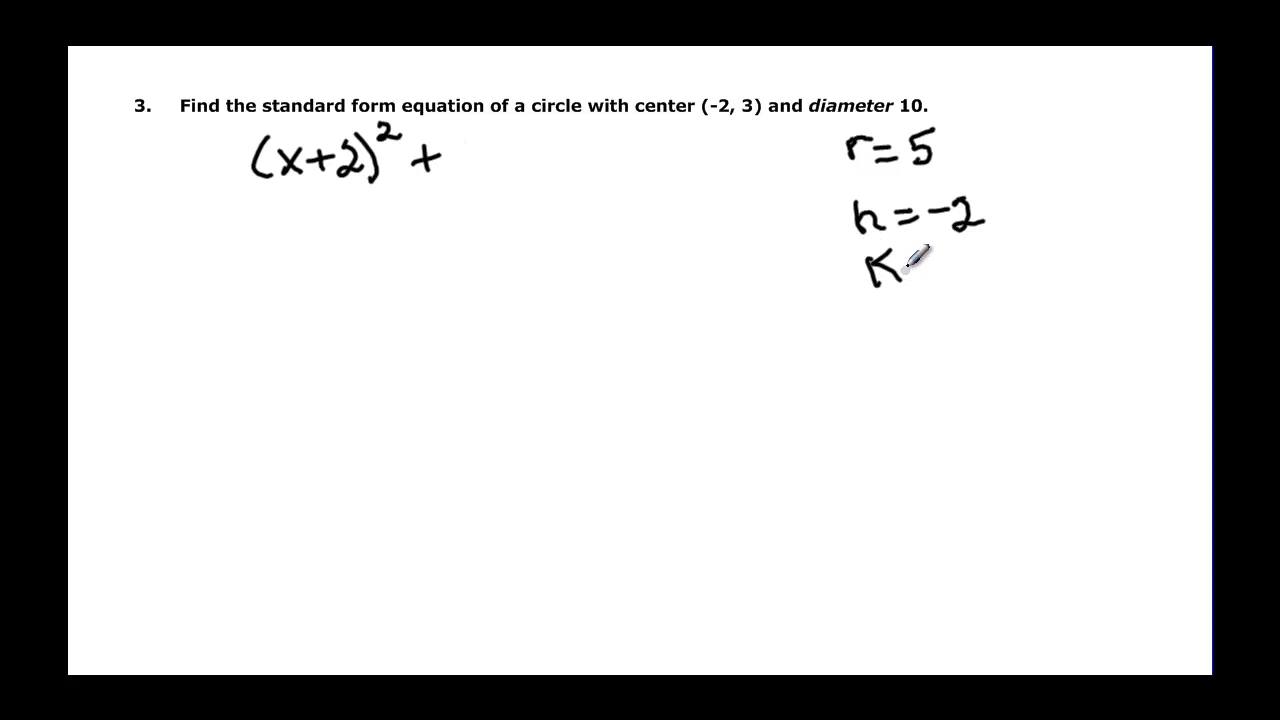 3. Find the standard form equation of a circle with center (-2, 3) and diameter 10.
(x+2)² +
r = 5
h = -2
K